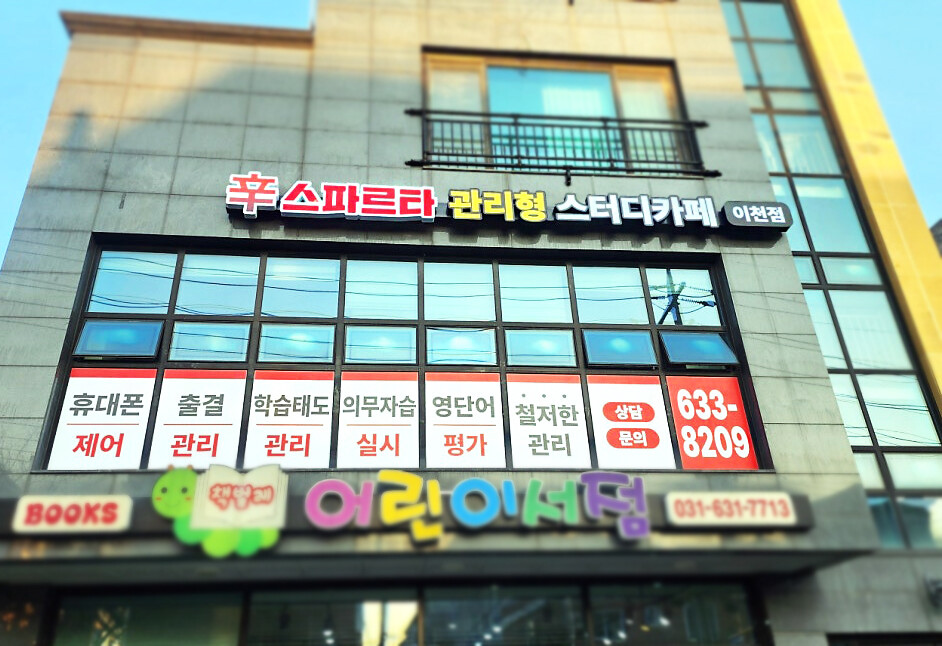 辛스파르타 관리형 스터디카페 이천점
휴대폰 제어
출결 관리
학습태도 관리
의무자습 실시
영단어 평가
철저한 관리
상담 문의
633-8209
BOOKS
책벌레
어린이서점
031-631-7713